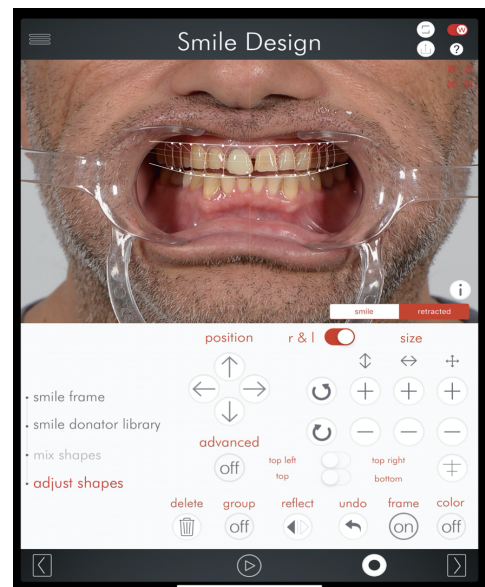 Smile Design
W
?
i
smile retracted
position r & l size
• smile frame
• smile donator library
• mix shapes
• adjust shapes
advanced
off
top left top right
top bottom
delete group reflect undo frame color
off on off